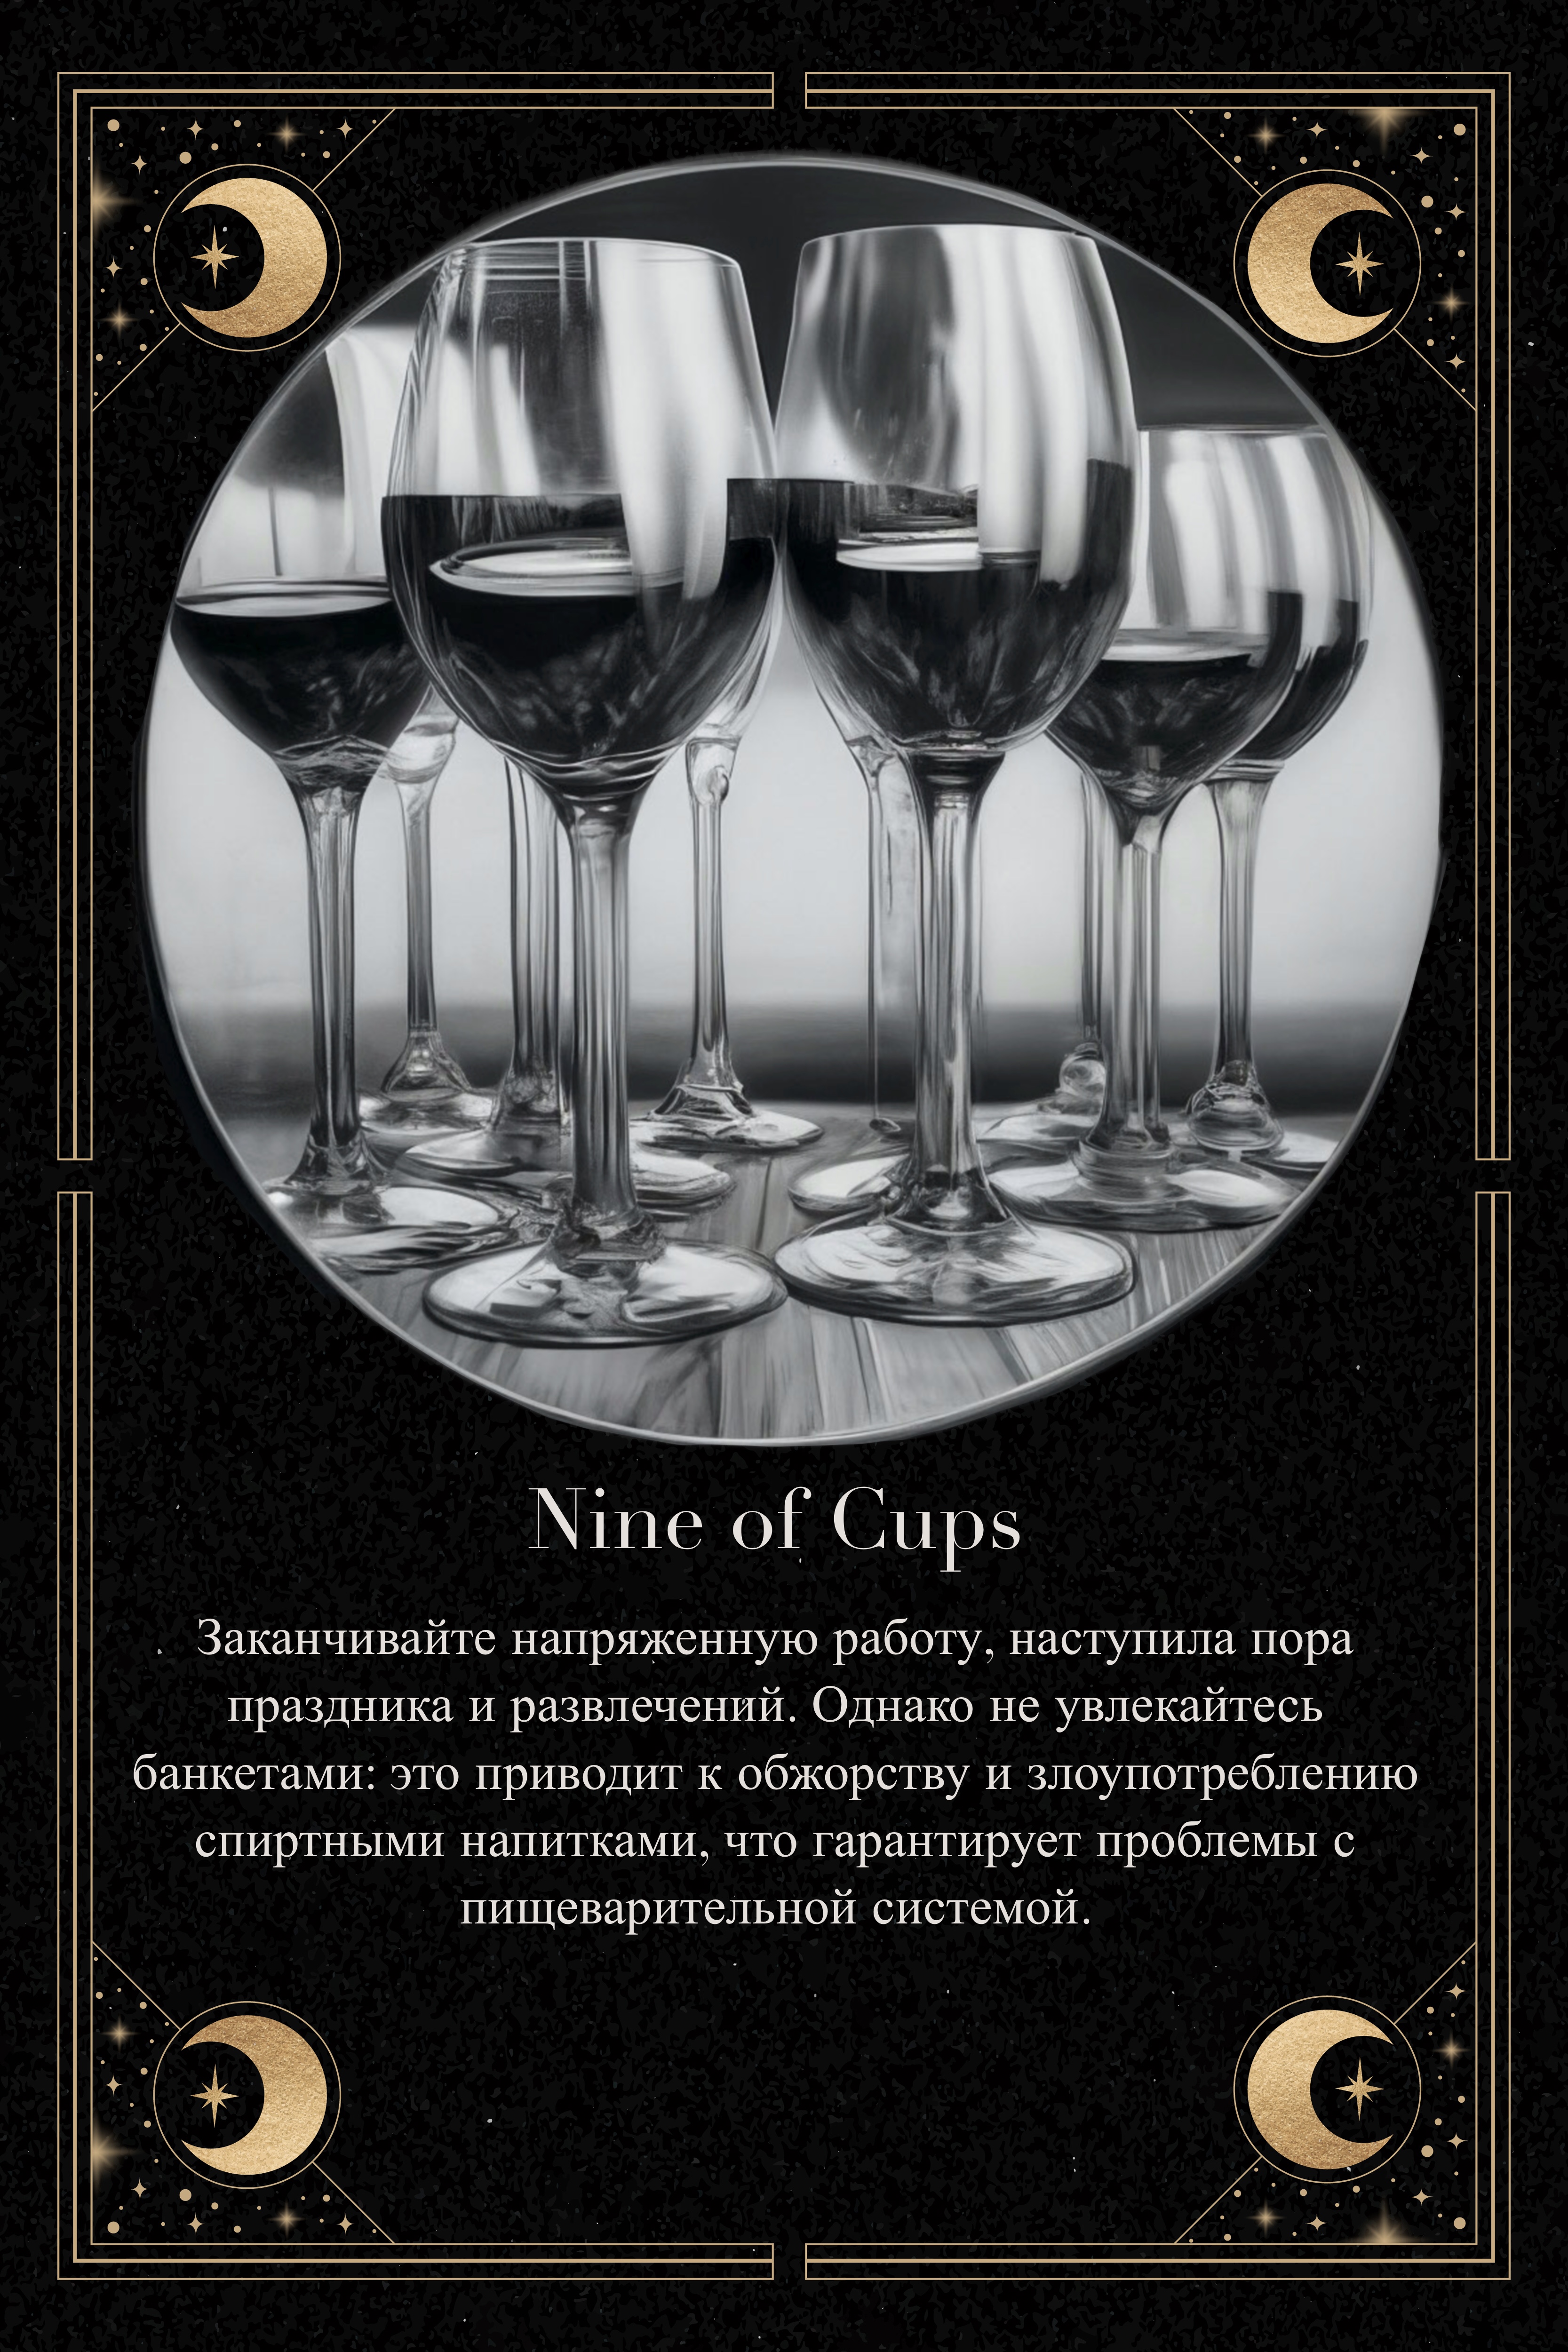 Nine of Cups
Заканчивайте напряженную работу, наступила пора
праздника и развлечений. Однако не увлекайтесь
банкетами: это приводит к обжорству и злоупотреблению
спиртными напитками, что гарантирует проблемы с
пищеварительной системой.